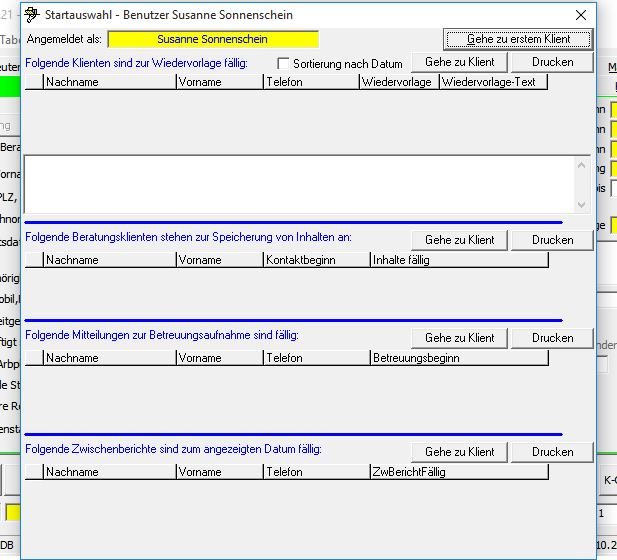 Startauswahl - Benutzer Susanne Sonnenschein
Angemeldet als: Susanne Sonnenschein Gehe zu erstem Klient
Folgende Klienten sind zur Wiedervorlage fällig: Sortierung nach Datum Gehe zu Klient Drucken
Nachname Vorname Telefon Wiedervorlage Wiedervorlage-Text
Folgende Beratungsklienten stehen zur Speicherung von Inhalten an: Gehe zu Klient Drucken
Nachname Vorname Kontaktbeginn Inhalte fällig
Folgende Mitteilungen zur Betreuungsaufnahme sind fällig: Gehe zu Klient Drucken
Nachname Vorname Telefon Betreuungsbeginn
Folgende Zwischenberichte sind zum angezeigten Datum fällig: Gehe zu Klient Drucken
Nachname Vorname Telefon ZwBerichtFällig